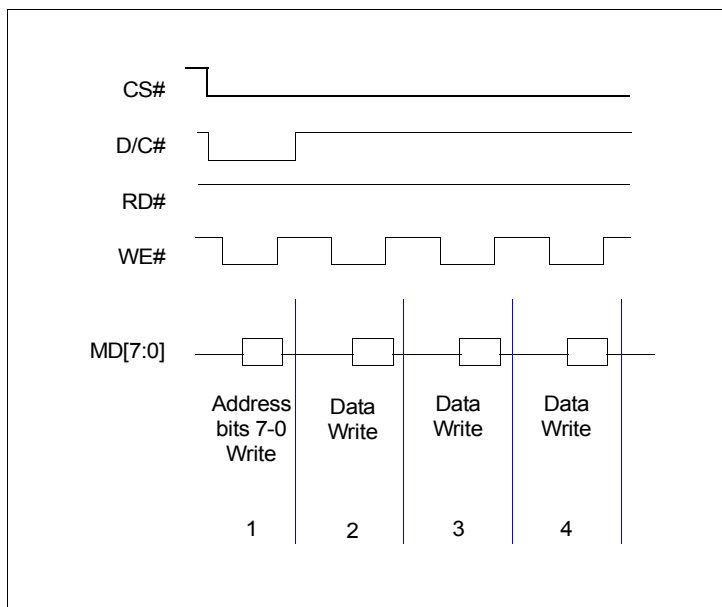 CS#
D/C#
RD#
WE#
MD[7:0]
Address
bits 7-0
Write
Data
Write
Data
Write
Data
Write
1
2
3
4